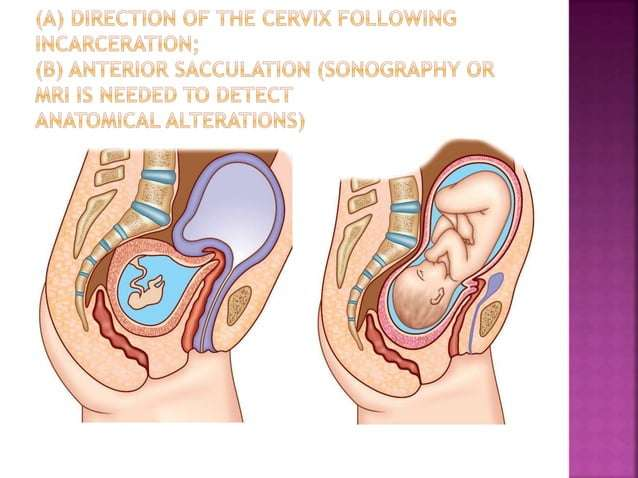 (A) DIRECTION OF THE CERVIX FOLLOWING
INCARCERATION;
(B) ANTERIOR SACCULATION (SONOGRAPHY OR
MRI IS NEEDED TO DETECT
ANATOMICAL ALTERATIONS)